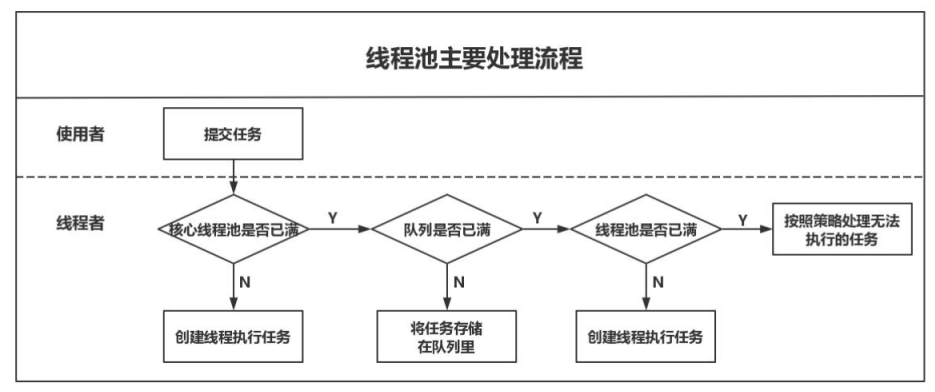 线程池主要处理流程
使用者
提交任务
线程者
核心线程池是否已满
Y
队列是否已满
Y
线程池是否已满
Y
按照策略处理无法
执行的任务
N
N
N
创建线程执行任务
将任务存储
在队列里
创建线程执行任务